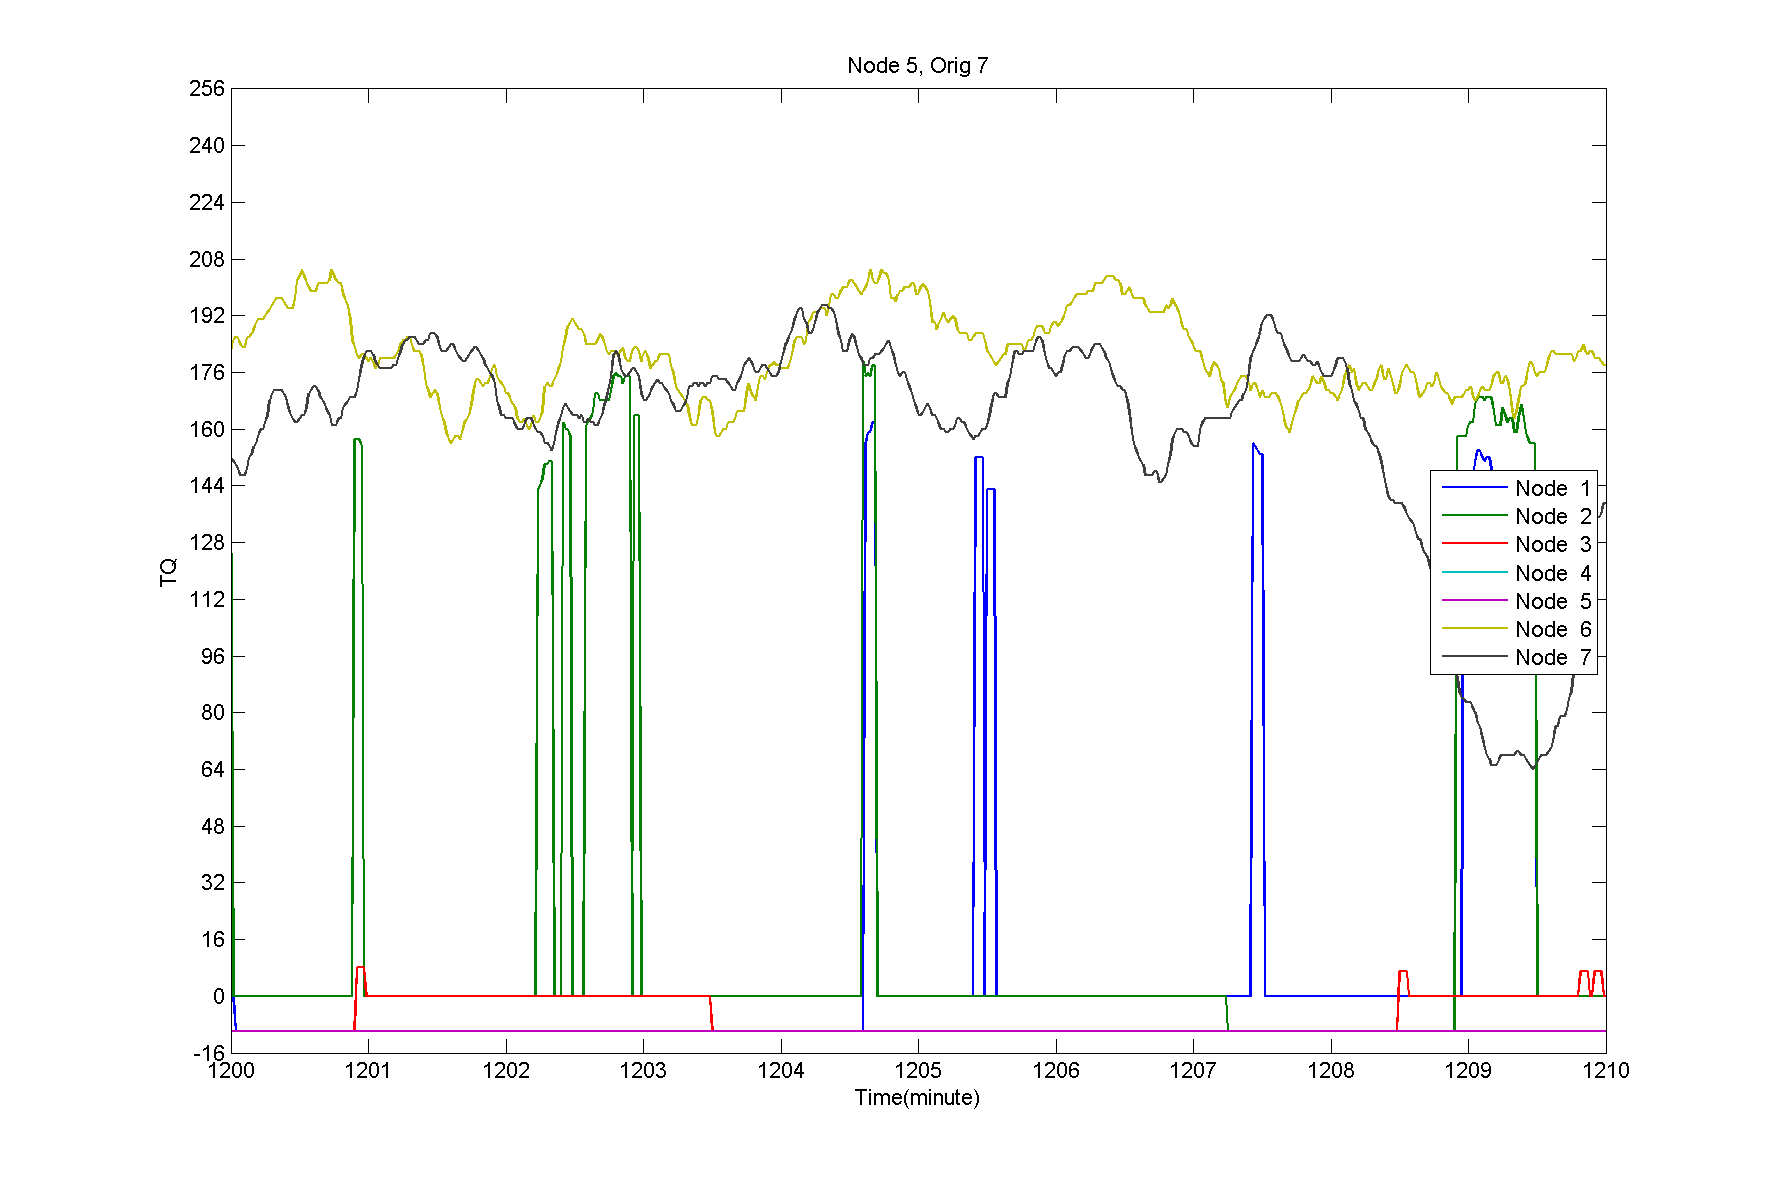 Node 5, Orig 7
256
240
224
208
192
176
160
144
128
112
96
80
64
48
32
16
0
-16
TQ
Node 1
Node 2
Node 3
Node 4
Node 5
Node 6
Node 7
1200 1201 1202 1203 1204 1205 1206 1207 1208 1209 1210
Time(minute)